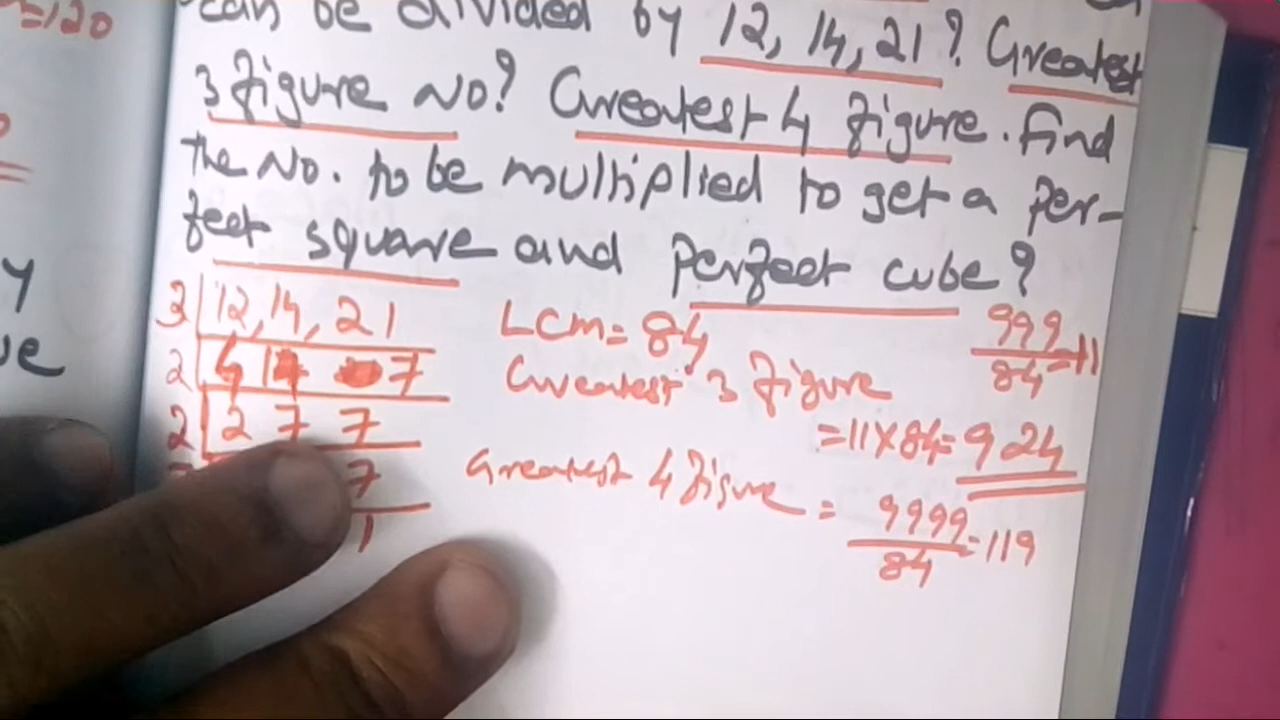 =120
can be divided by 12, 14, 21? Greatest
3 figure No? Greatest 4 figure. Find
the No. to be multiplied to get a per-
fect square and perfect cube?
3 12, 14, 21
2 4 14 7
2 2 7 7
7
1
LCM = 84
Greatest 3 figure
= 11 X 84 = 924
999
84 = 11
Greatest 4 figure = 9999
84 = 119
y